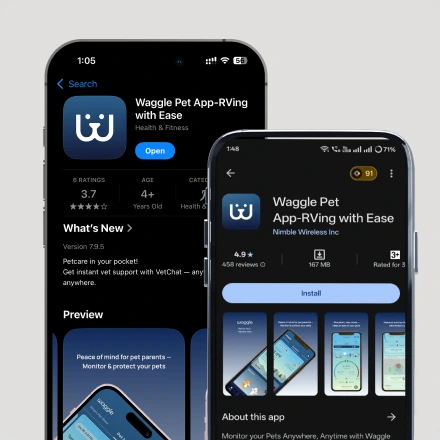 1:05
Search
Waggle Pet App-RVing
with Ease
Health & Fitness
Open
8 RATINGS
3.7
AGE
4+
Years Old
CATEG
Health &
What's New
Version 7.9.5
Petcare in your pocket!
Get instant vet support with VetChat — any
anywhere.
Preview
Peace of mind for pet parents –
Monitor & protect your pets
waggle
1:48
71%
91
Waggle Pet
App-RVing with Ease
Nimble Wireless Inc
4.9 ★
458 reviews
167 MB
3+
Rated for 3
Install
waggle
About this app
Monitor your Pets Anywhere, Anytime with Waggle